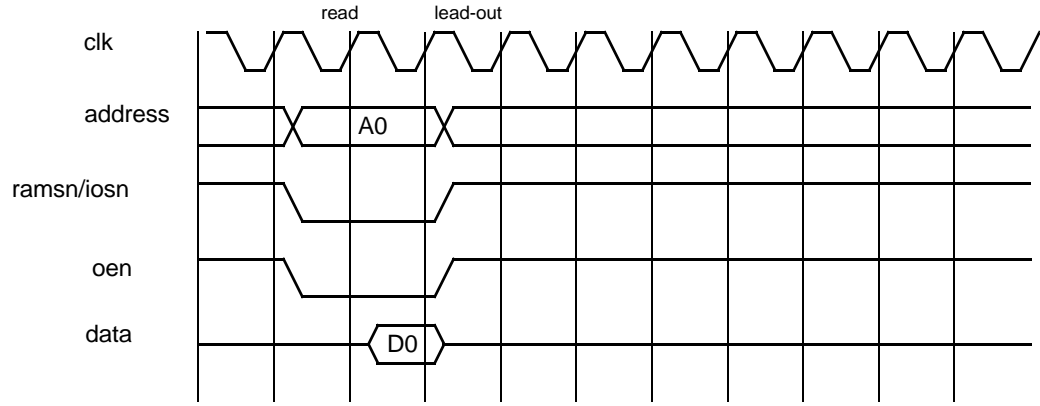 read lead-out
clk
address
A0
ramsn/iosn
oen
data
D0